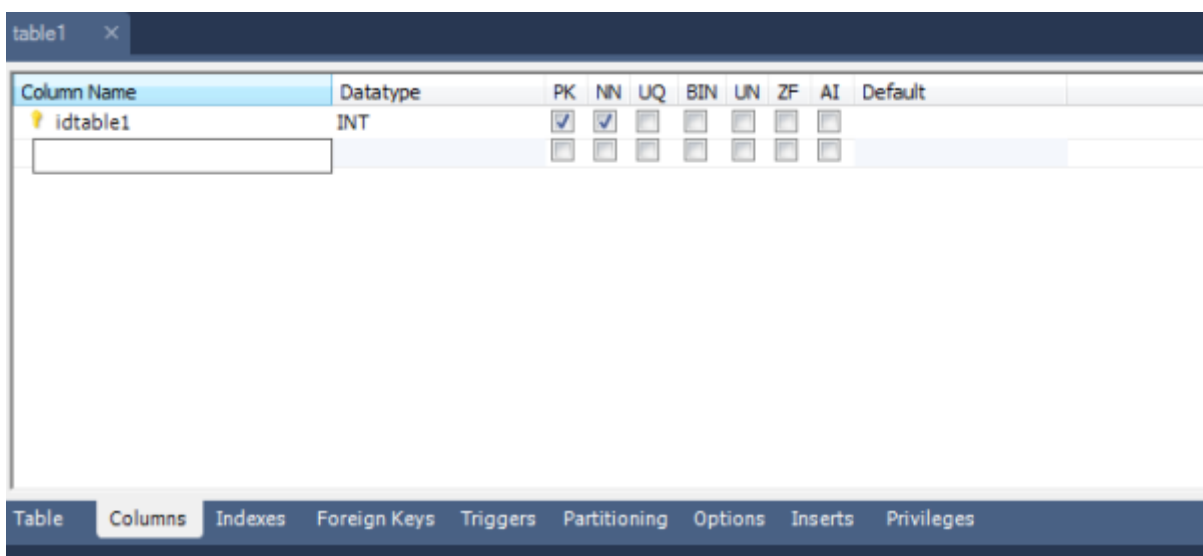 table1
Column Name Datatype PK NN UQ BIN UN ZF AI Default
idtable1 INT
Table Columns Indexes Foreign Keys Triggers Partitioning Options Inserts Privileges